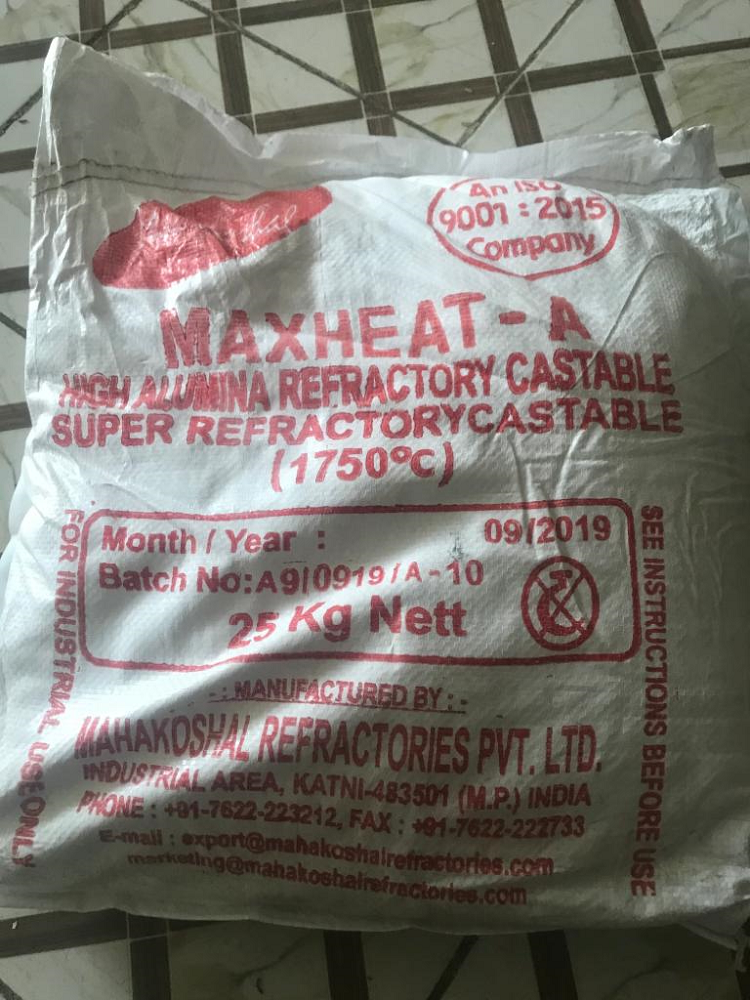 An ISO
9001 : 2015
Company
MAXHEAT - A
HIGH ALUMINA REFRACTORY CASTABLE
SUPER REFRACTORYCASTABLE
(1750°C)
FOR INDUSTRIAL USE ONLY
Month / Year : 09/2019
Batch No:A9/0919/A-10
25 Kg Nett
SEE INSTRUCTIONS BEFORE USE
-: MANUFACTURED BY :-
MAHAKOSHAL REFRACTORIES PVT. LTD.
INDUSTRIAL AREA, KATNI-483501 (M.P.) INDIA
PHONE : +91-7622-223212, FAX : +91-7622-222733
E-mail : export@mahakoshalrefractories.com
marketing@mahakoshalrefractories.com